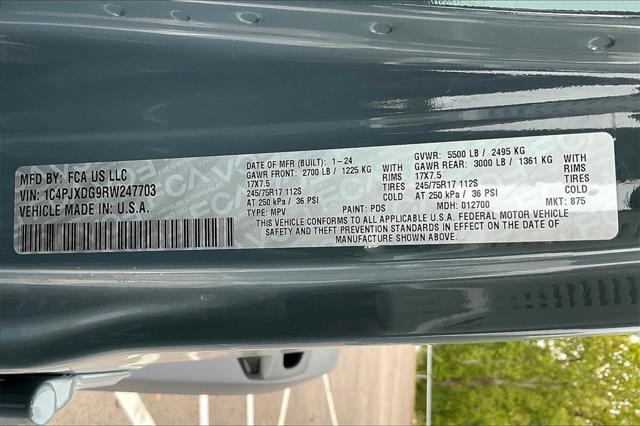 MFD BY: FCA US LLC
VIN: 1C4PJXDG9RW247703
VEHICLE MADE IN: U.S.A.
DATE OF MFR (BUILT): 1-24
GAWR FRONT: 2700 LB / 1225 KG WITH
17X7.5 RIMS
245/75R17 112S TIRES
AT 250 kPa / 36 PSI COLD
TYPE: MPV PAINT: PDS
GVWR: 5500 LB / 2495 KG
GAWR REAR: 3000 LB / 1361 KG
17X7.5 WITH RIMS
245/75R17 112S TIRES
AT 250 kPa / 36 PSI COLD
MDH: 012700 MKT: 875
THIS VEHICLE CONFORMS TO ALL APPLICABLE U.S.A. FEDERAL MOTOR VEHICLE
SAFETY AND THEFT PREVENTION STANDARDS IN EFFECT ON THE DATE OF
MANUFACTURE SHOWN ABOVE.